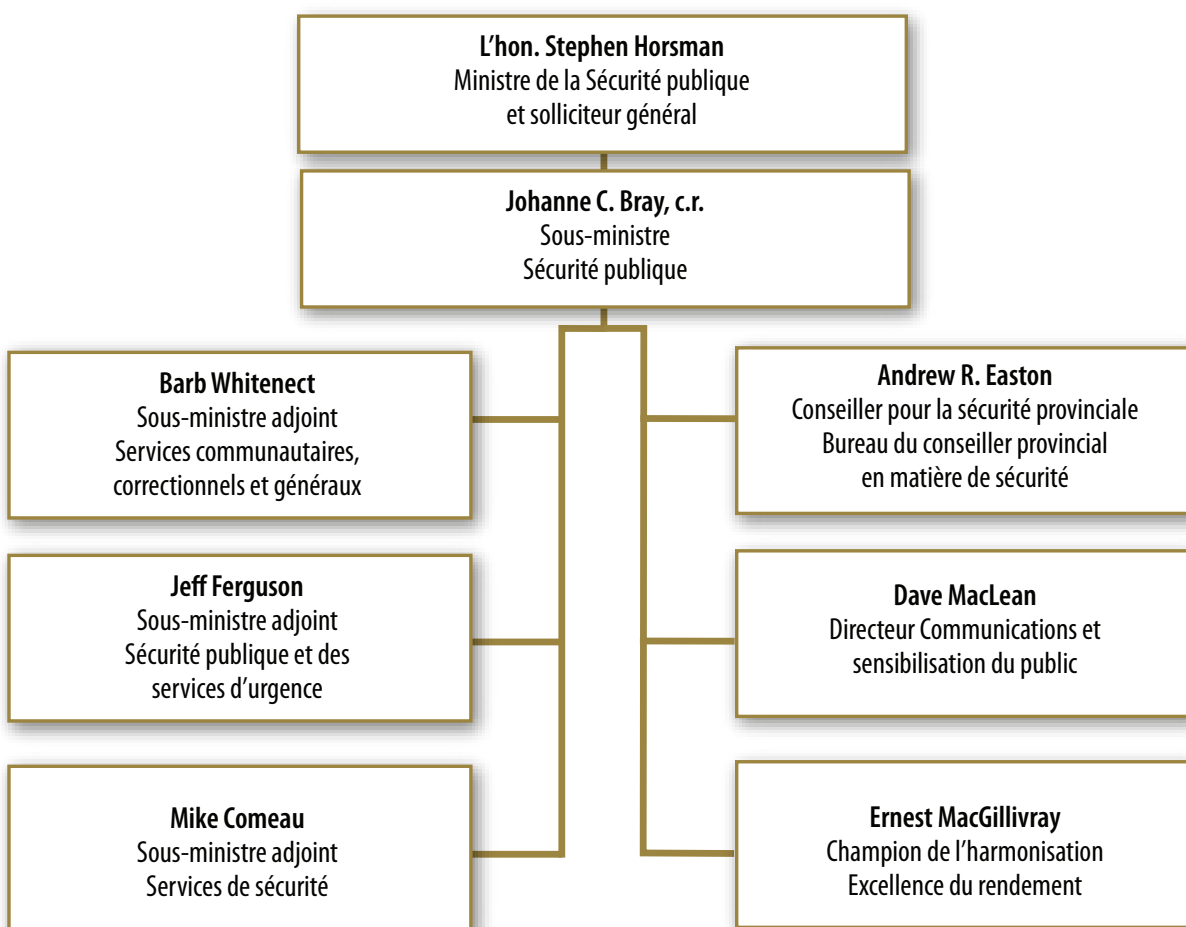 L’hon. Stephen Horsman
Ministre de la Sécurité publique
et solliciteur général
Johanne C. Bray, c.r.
Sous-ministre
Sécurité publique
Barb Whitenect
Sous-ministre adjoint
Services communautaires,
correctionnels et généraux
Andrew R. Easton
Conseiller pour la sécurité provinciale
Bureau du conseiller provincial
en matière de sécurité
Jeff Ferguson
Sous-ministre adjoint
Sécurité publique et des
services d’urgence
Dave MacLean
Directeur Communications et
sensibilisation du public
Mike Comeau
Sous-ministre adjoint
Services de sécurité
Ernest MacGillivray
Champion de l’harmonisation
Excellence du rendement